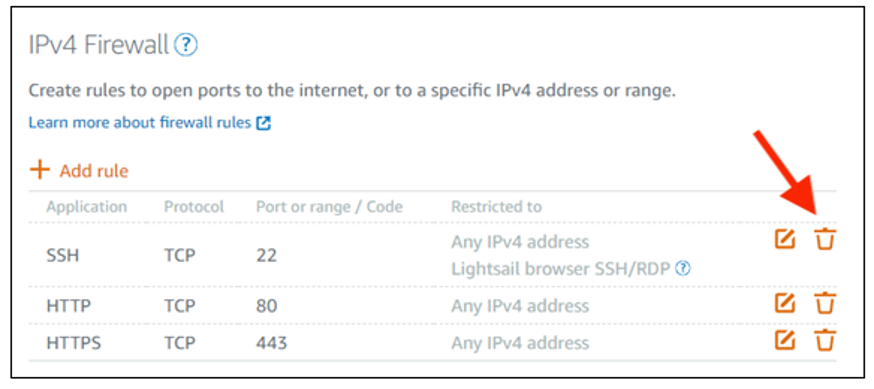 IPv4 Firewall ?
Create rules to open ports to the internet, or to a specific IPv4 address or range.
Learn more about firewall rules
+ Add rule
Application Protocol Port or range / Code Restricted to
SSH TCP 22 Any IPv4 address
Lightsail browser SSH/RDP ?
HTTP TCP 80 Any IPv4 address
HTTPS TCP 443 Any IPv4 address